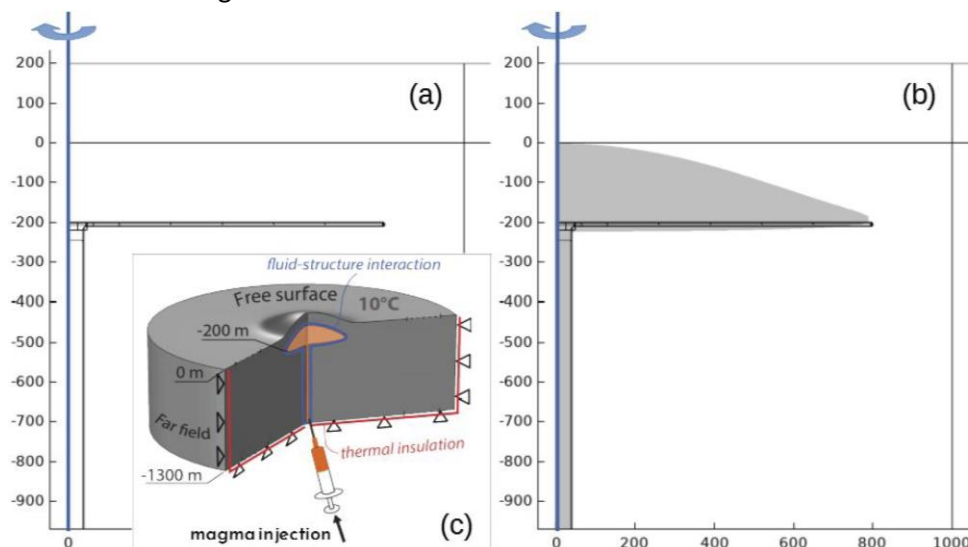 (a)
200
100
0
-100
-200
-300
-400
-500
-600
-700
-800
-900
0
(b)
200
100
0
-100
-200
-300
-400
-500
-600
-700
-800
-900
0
200
400
600
800
1000
fluid-structure interaction
Free surface
10°C
-200 m
0 m
Far field
-1300 m
thermal insulation
magma injection
(c)